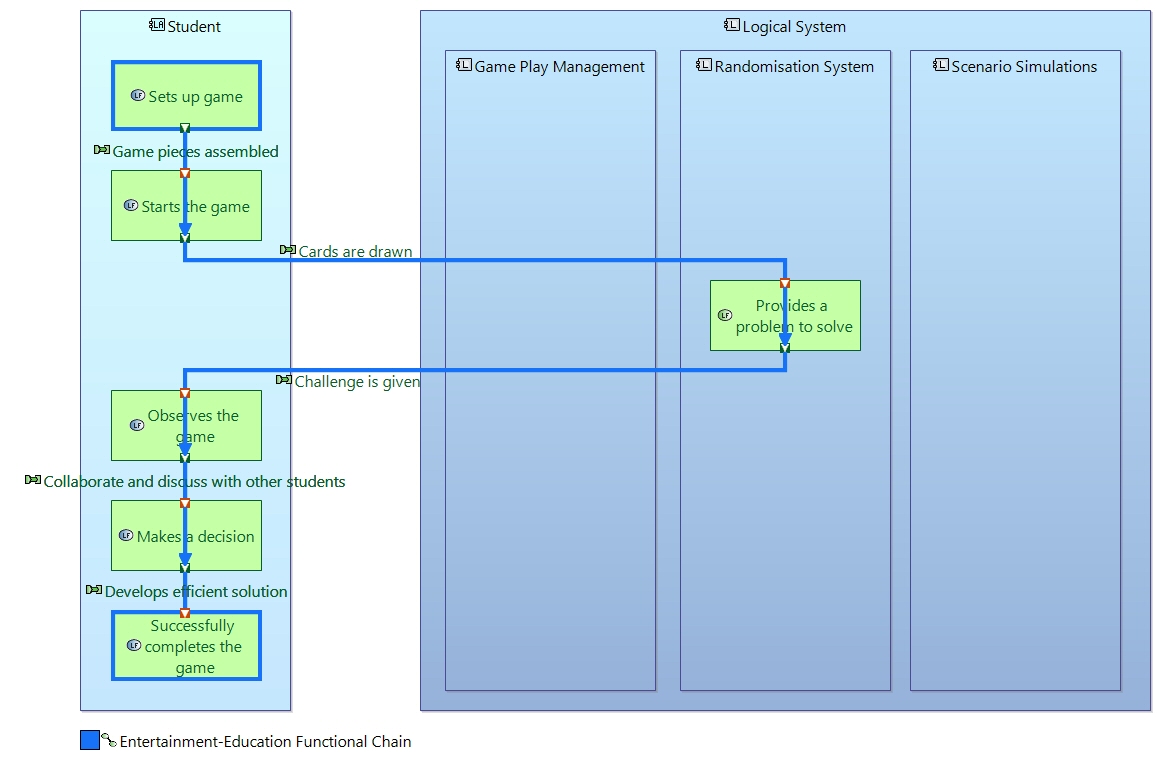 Student
Logical System
Game Play Management
Randomisation System
Scenario Simulations
Sets up game
Game pieces assembled
Starts the game
Cards are drawn
Provides a
problem to solve
Challenge is given
Observes the
game
Collaborate and discuss with other students
Makes a decision
Develops efficient solution
Successfully
completes the
game
Entertainment-Education Functional Chain